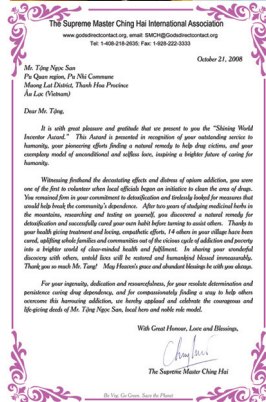 The Supreme Master Ching Hai International Association
www.godsdirectcontact.org, email: SMCH@Godsdirectcontact.org
Tel: 1-408-218-2635; Fax: 1-928-222-3333
October 21, 2008
Mr. Tặng Ngọc San
Pu Quan region, Pu Nhi Commune
Muong Lat District, Thanh Hoa Province
Âu Lạc (Vietnam)
Dear Mr. Tặng,
It is with great pleasure and gratitude that we present to you the "Shining World
Inventor Award." This Award is presented in recognition of your outstanding service to
humanity, your pioneering efforts finding a natural remedy to help drug victims, and your
exemplary model of unconditional and selfless love, inspiring a brighter future of caring for
humanity.
Witnessing firsthand the devastating effects and distress of opium addiction, you were
one of the first to volunteer when local officials began an initiative to clean the area of drugs.
You remained firm in your commitment to detoxification and tirelessly looked for measures that
would help break the community's dependence. After two years of studying medicinal herbs in
the mountains, researching and testing on yourself, you discovered a natural remedy for
detoxification and successfully cured your own habit before turning to assist others. Thanks to
your health giving treatment and loving, empathetic efforts, 14 others in your village have been
cured, uplifting whole families and communities out of the vicious cycle of addiction and poverty
into a brighter world of clear-minded health and fulfilment. In sharing your wonderful
discovery with others, untold lives will be restored and humankind blessed immeasurably.
Thank you so much Mr. Tang! May Heaven's grace and abundant blessings be with you always.
For your ingenuity, dedication and resourcefulness, for your resolute determination and
persistence curing drug dependency, and for compassionately finding a way to help others
overcome this harrowing addiction, we hereby applaud and celebrate the courageous and
life-giving deeds of Mr. Tặng Ngọc San, local hero and noble role model.
With Great Honour, Love and Blessings,
The Supreme Master Ching Hai
Be Veg, Go Green, Save the Planet